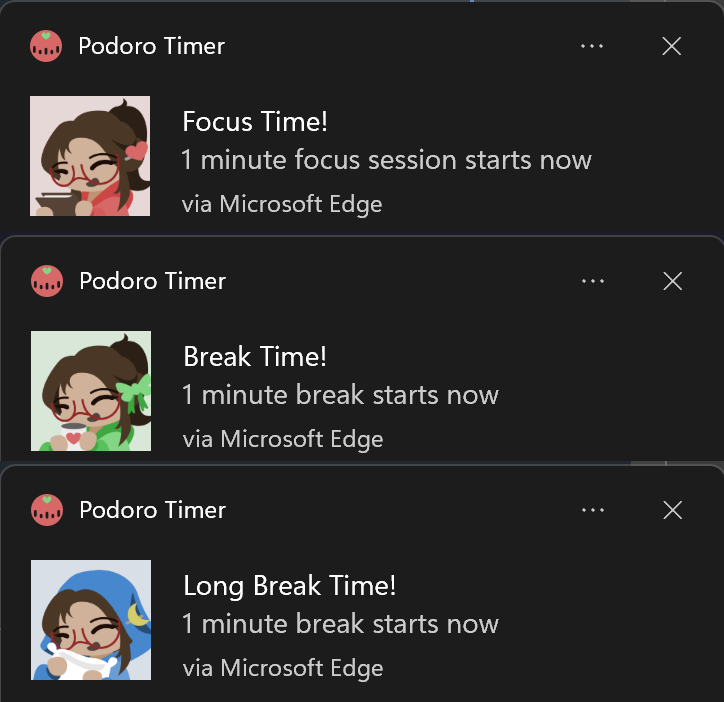 Podoro Timer
Focus Time!
1 minute focus session starts now
via Microsoft Edge
Podoro Timer
Break Time!
1 minute break starts now
via Microsoft Edge
Podoro Timer
Long Break Time!
1 minute break starts now
via Microsoft Edge